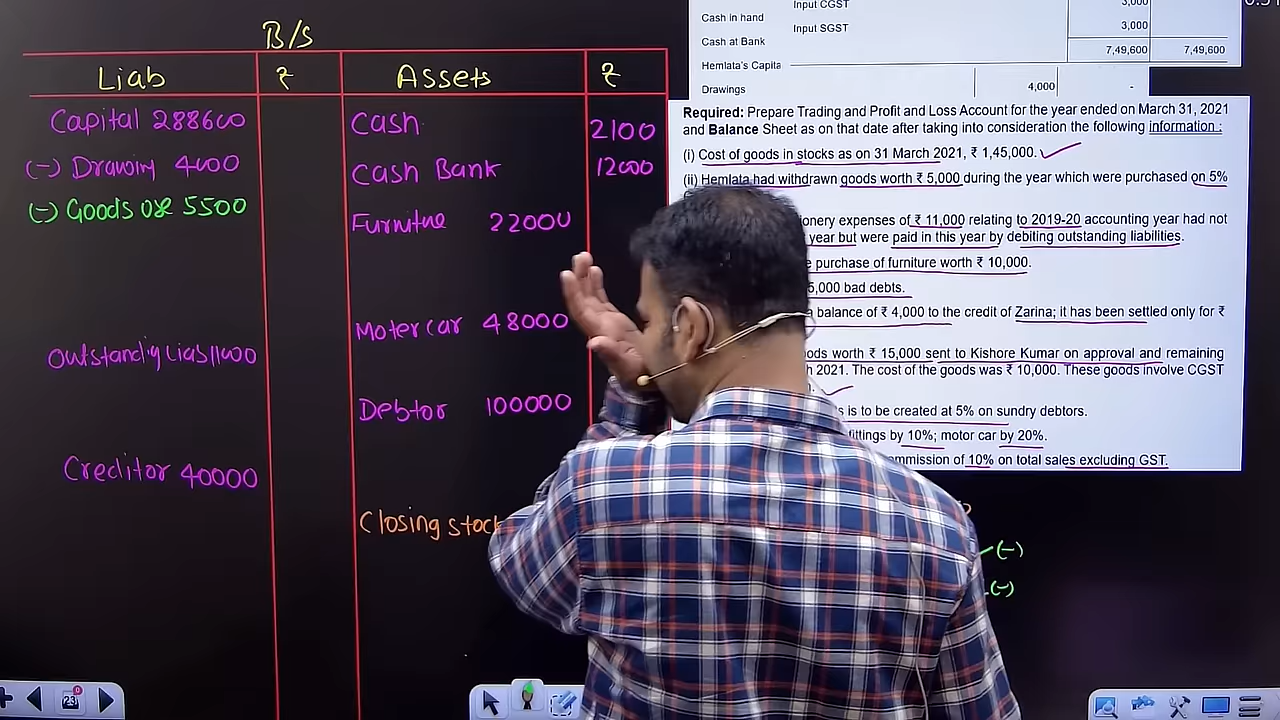 B/S
Liab ₹ Assets ₹
Capital 288600 Cash 2100
(-) Drawing 4000 Cash Bank 12000
(-) Goods use 5500 Furnitue 22000
Motercar 48000
Outstandig Liab 11000
Debtor 100000
Creditor 40000
Closing stock
Cash in hand
Cash at Bank
Hemlata's Capita
Drawings 4,000 -
Input CGST 3,000
Input SGST 3,000
7,49,600 7,49,600
Required: Prepare Trading and Profit and Loss Account for the year ended on March 31, 2021
and Balance Sheet as on that date after taking into consideration the following information :
(i) Cost of goods in stocks as on 31 March 2021, ₹ 1,45,000.
(ii) Hemlata had withdrawn goods worth ₹ 5,000 during the year which were purchased on 5%
expenses of ₹ 11,000 relating to 2019-20 accounting year had not
year but were paid in this year by debiting outstanding liabilities.
purchase of furniture worth ₹ 10,000.
5,000 bad debts.
balance of ₹ 4,000 to the credit of Zarina; it has been settled only for ₹
worth ₹ 15,000 sent to Kishore Kumar on approval and remaining
2021. The cost of the goods was ₹ 10,000. These goods involve CGST
is to be created at 5% on sundry debtors.
fittings by 10%; motor car by 20%.
of 10% on total sales excluding GST.
(-)
(-)
23